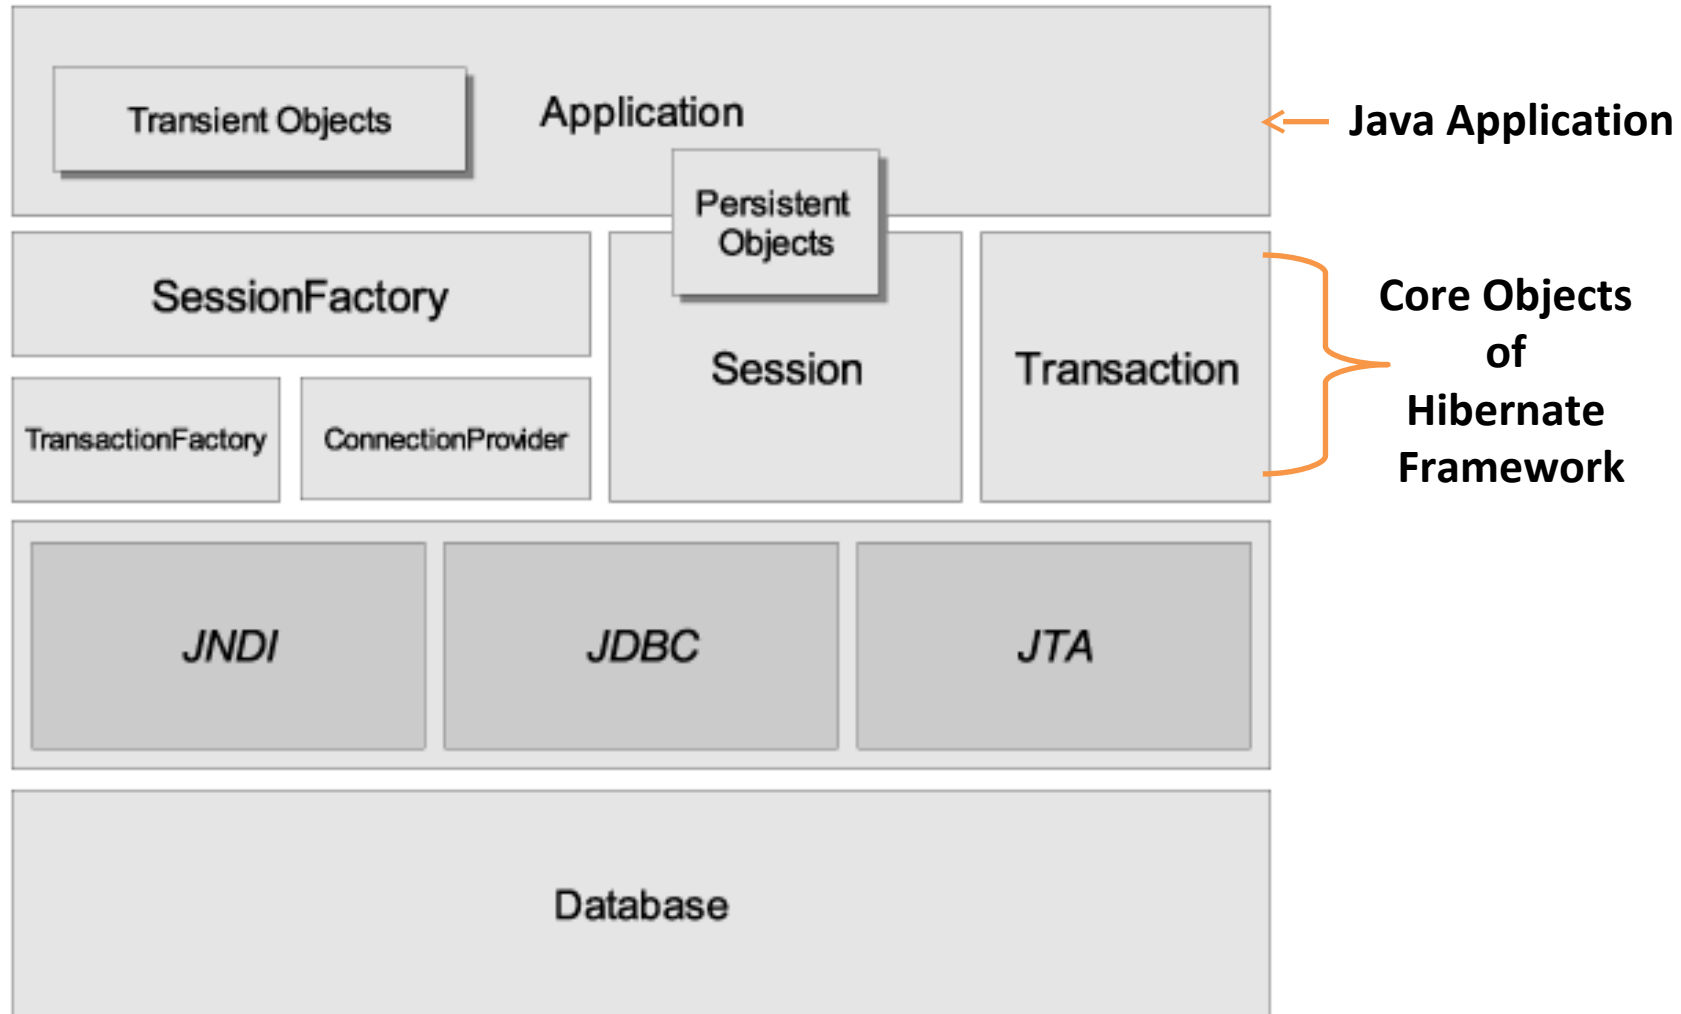 Transient Objects
Application
Java Application
Persistent
Objects
SessionFactory
Session
Transaction
TransactionFactory
ConnectionProvider
Core Objects
of
Hibernate
Framework
JNDI
JDBC
JTA
Database